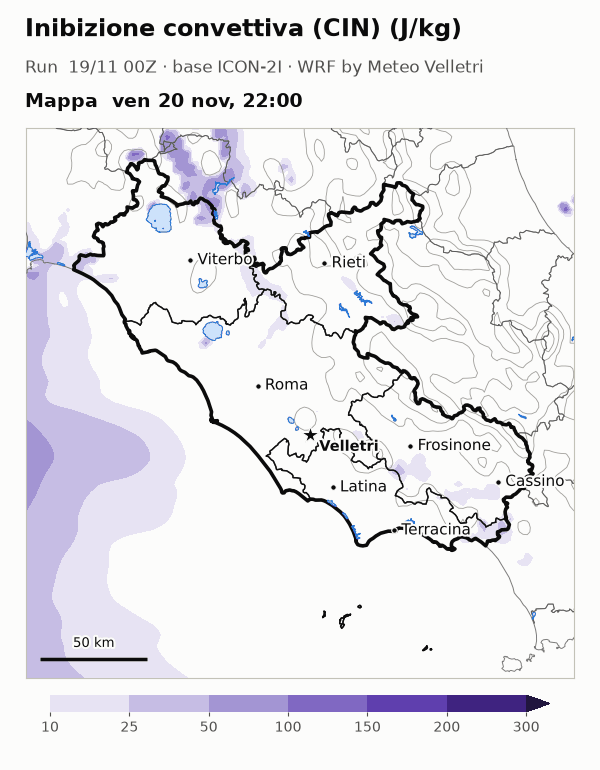 Inibizione convettiva (CIN) (J/kg)
Run 19/11 00Z · base ICON-2I · WRF by Meteo Velletri
Mappa ven 20 nov, 22:00
Viterbo
Rieti
Roma
Velletri
Frosinone
Cassino
Latina
Terracina
50 km
10 25 50 100 150 200 300